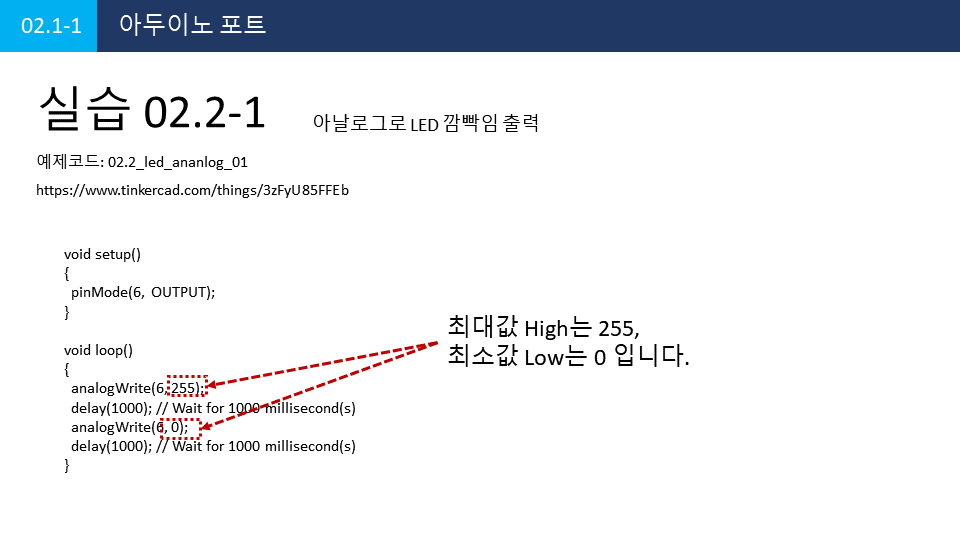 02.1-1
아두이노 포트
실습 02.2-1
아날로그로 LED 깜빡임 출력
예제코드: 02.2_led_ananlog_01
https://www.tinkercad.com/things/3zFyU85FFEb
void setup()
{
pinMode(6, OUTPUT);
}
void loop()
{
analogWrite(6, 255);
delay(1000); // Wait for 1000 millisecond(s)
analogWrite(6, 0);
delay(1000); // Wait for 1000 millisecond(s)
}
최대값 High는 255,
최소값 Low는 0 입니다.